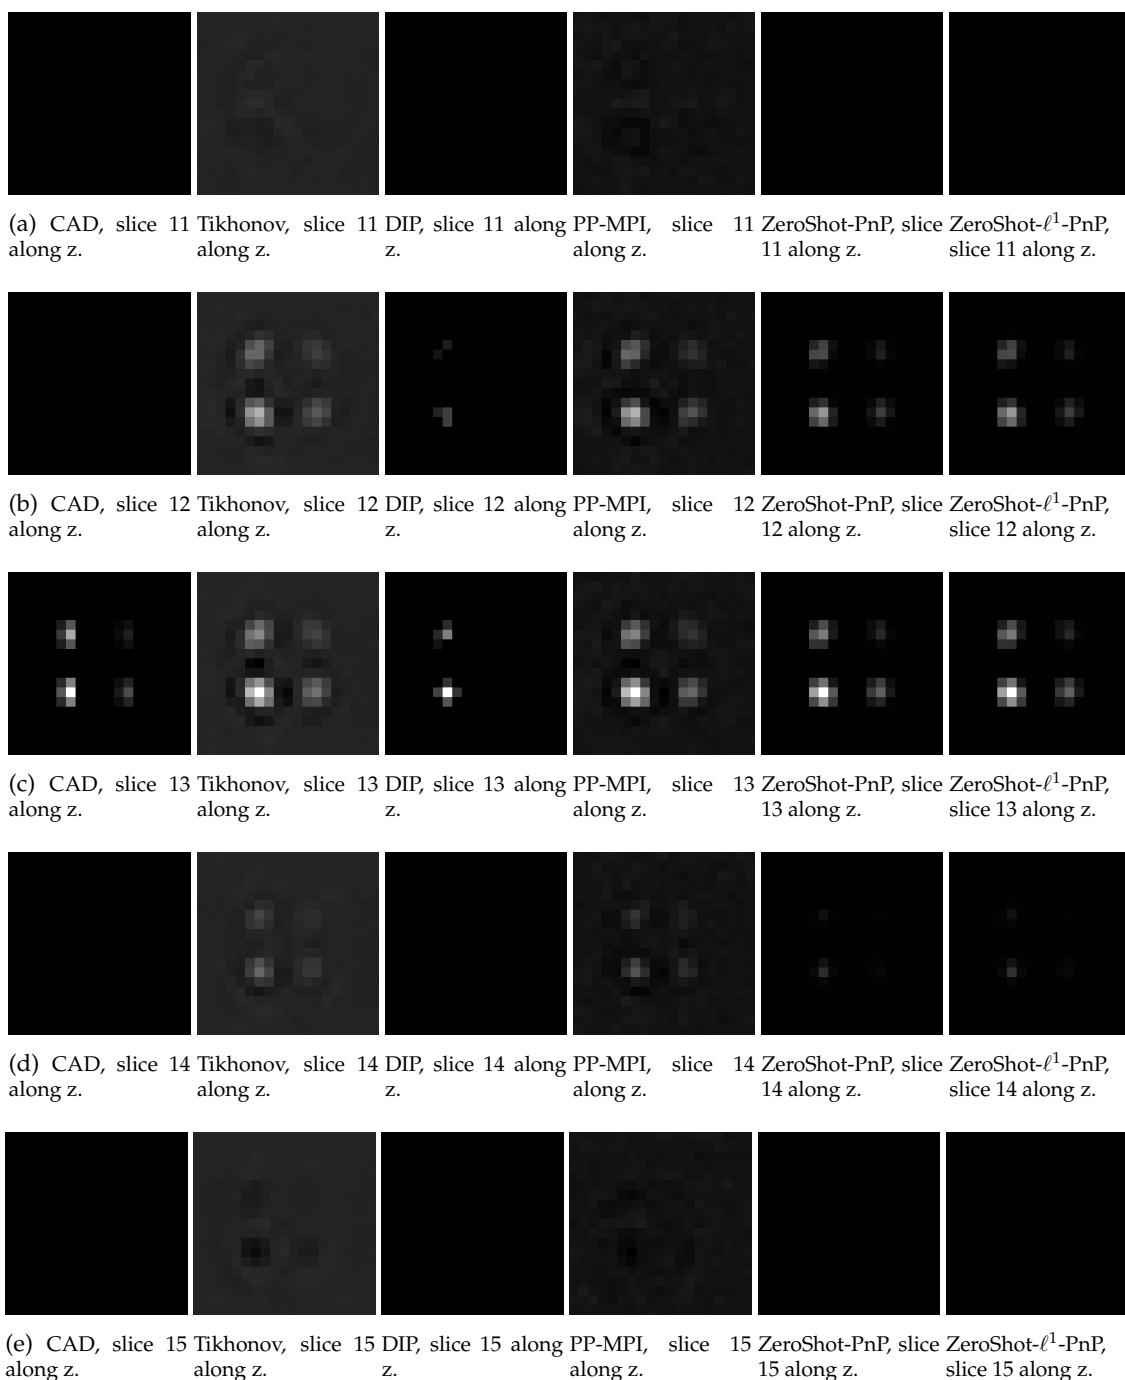 (a) CAD, slice 11 along z.
Tikhonov, slice 11 along z.
DIP, slice 11 along z.
PP-MPI, slice 11 along z.
ZeroShot-PnP, slice 11 along z.
ZeroShot-ℓ¹-PnP, slice 11 along z.
(b) CAD, slice 12 along z.
Tikhonov, slice 12 along z.
DIP, slice 12 along z.
PP-MPI, slice 12 along z.
ZeroShot-PnP, slice 12 along z.
ZeroShot-ℓ¹-PnP, slice 12 along z.
(c) CAD, slice 13 along z.
Tikhonov, slice 13 along z.
DIP, slice 13 along z.
PP-MPI, slice 13 along z.
ZeroShot-PnP, slice 13 along z.
ZeroShot-ℓ¹-PnP, slice 13 along z.
(d) CAD, slice 14 along z.
Tikhonov, slice 14 along z.
DIP, slice 14 along z.
PP-MPI, slice 14 along z.
ZeroShot-PnP, slice 14 along z.
ZeroShot-ℓ¹-PnP, slice 14 along z.
(e) CAD, slice 15 along z.
Tikhonov, slice 15 along z.
DIP, slice 15 along z.
PP-MPI, slice 15 along z.
ZeroShot-PnP, slice 15 along z.
ZeroShot-ℓ¹-PnP, slice 15 along z.